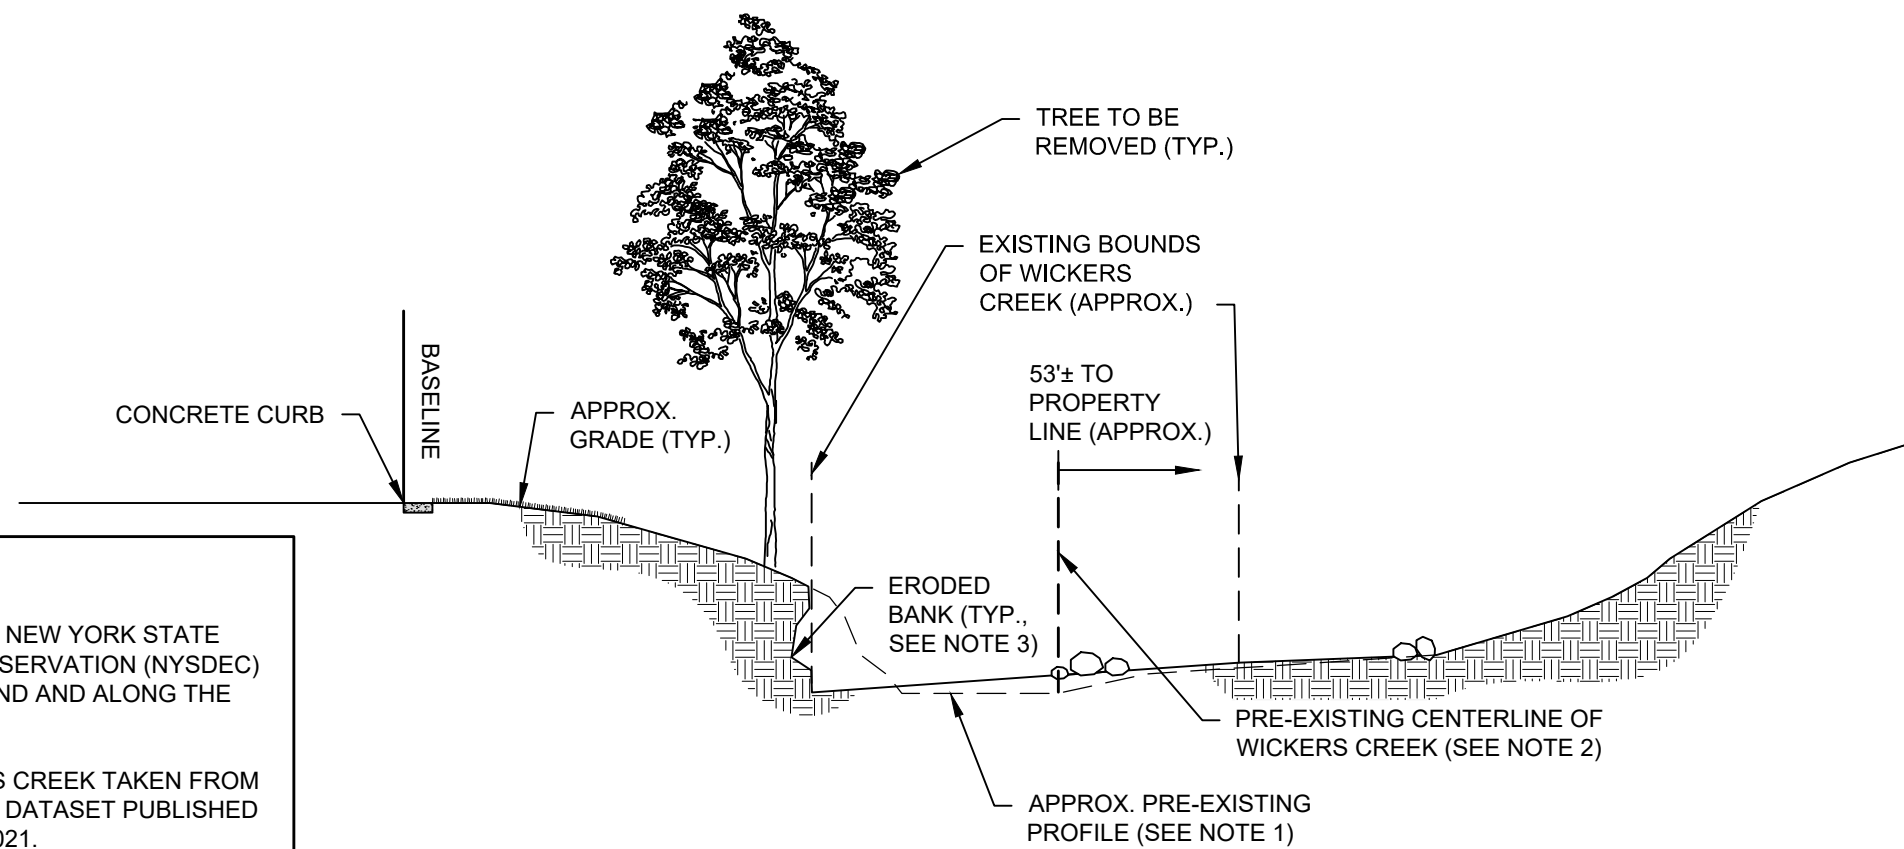 TREE TO BE
REMOVED (TYP.)
EXISTING BOUNDS
OF WICKERS
CREEK (APPROX.)
BASELINE
53'± TO
PROPERTY
LINE (APPROX.)
CONCRETE CURB
APPROX.
GRADE (TYP.)
ERODED
BANK (TYP.,
SEE NOTE 3)
NEW YORK STATE
SERVATION (NYSDEC)
ND AND ALONG THE
PRE-EXISTING CENTERLINE OF
WICKERS CREEK (SEE NOTE 2)
S CREEK TAKEN FROM
DATASET PUBLISHED
021.
APPROX. PRE-EXISTING
PROFILE (SEE NOTE 1)